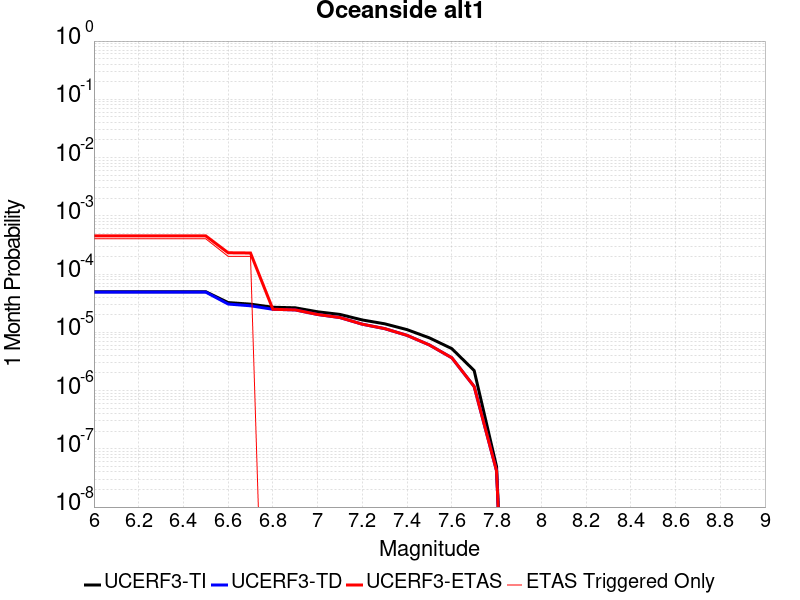 Oceanside alt1
10^0
10^-1
10^-2
10^-3
10^-4
10^-5
10^-6
10^-7
10^-8
1 Month Probability
6 6.2 6.4 6.6 6.8 7 7.2 7.4 7.6 7.8 8 8.2 8.4 8.6 8.8 9
Magnitude
UCERF3-TI UCERF3-TD UCERF3-ETAS ETAS Triggered Only